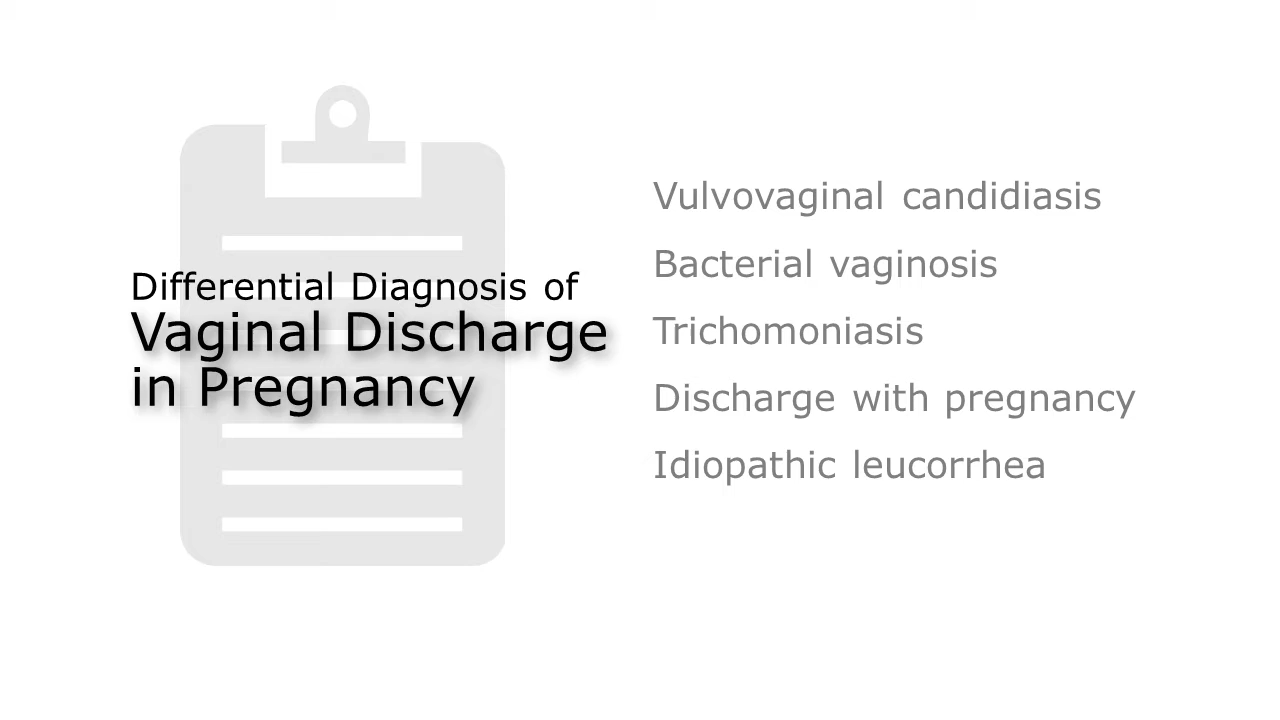 Differential Diagnosis of
Vaginal Discharge
in Pregnancy
Vulvovaginal candidiasis
Bacterial vaginosis
Trichomoniasis
Discharge with pregnancy
Idiopathic leucorrhea